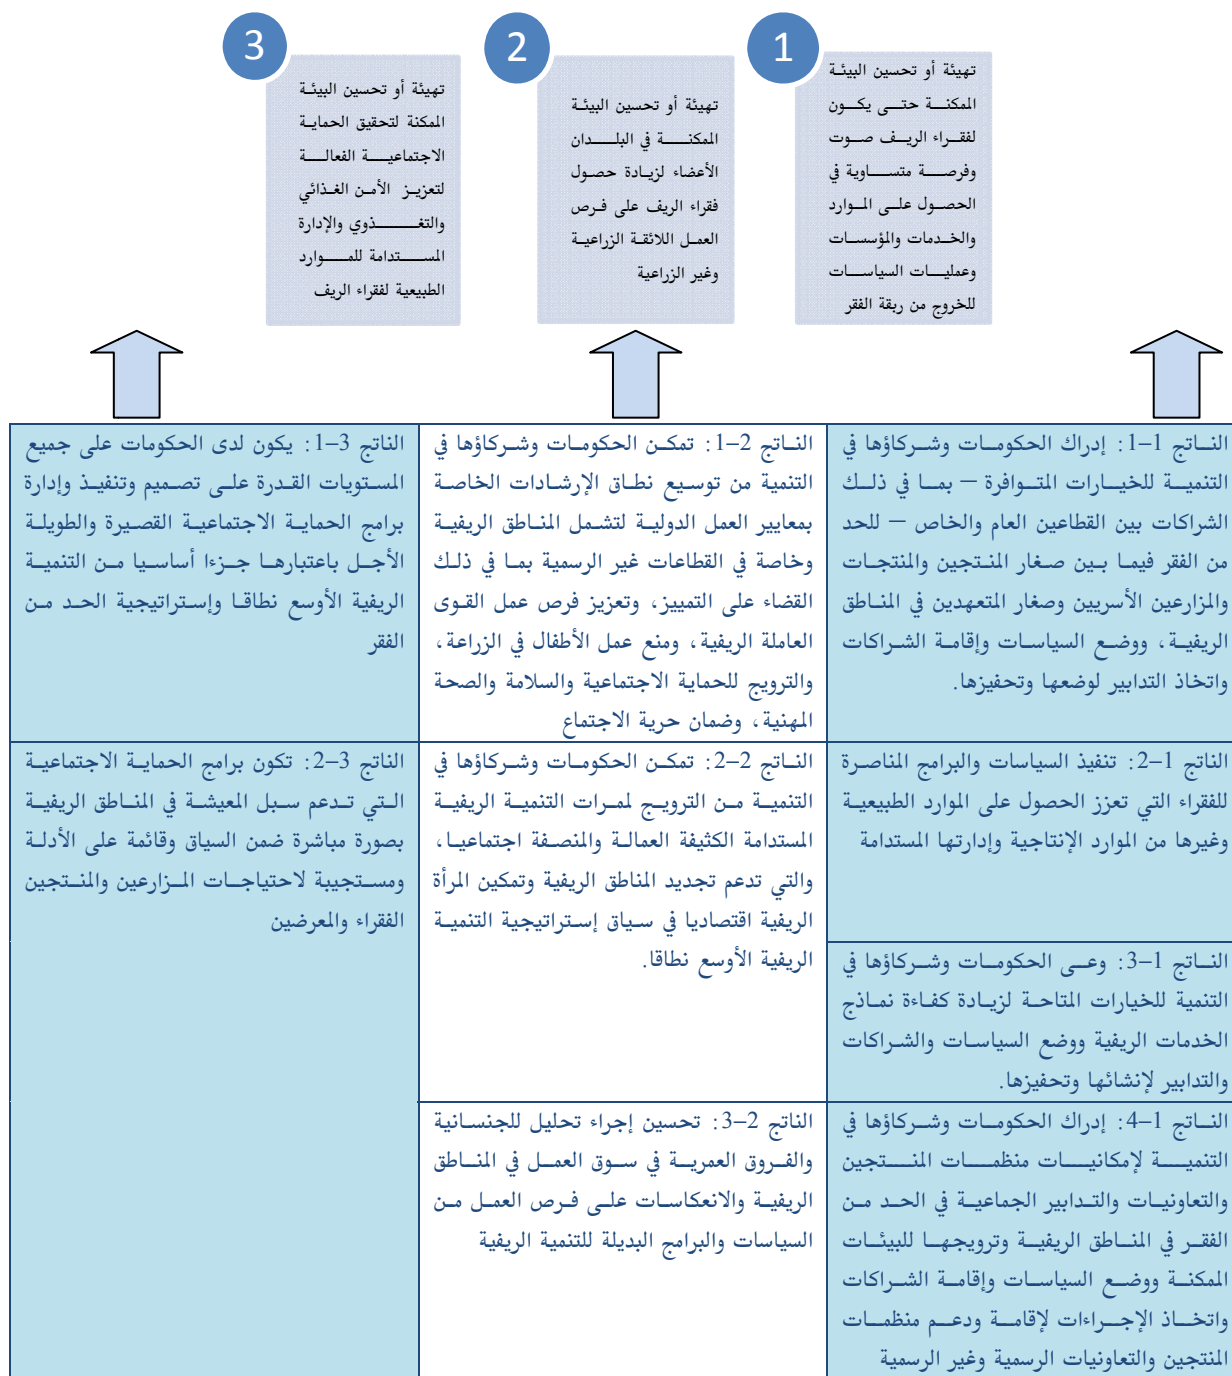 1
تهيئة أو تحسين البيئة
الممكنة حتى يكون
لفقراء الريف صوت
وفرصة متساوية في
الحصول على الموارد
والخدمات والمؤسسات
وعمليات السياسات
للخروج من ربقة الفقر
2
تهيئة أو تحسين البيئة
الممكنة في البلدان
الأعضاء لزيادة حصول
فقراء الريف على فرص
العمل اللائقة الزراعية
وغير الزراعية
3
تهيئة أو تحسين البيئة
الممكنة لتحقيق الحماية
الاجتماعية الفعالة
لتعزيز الأمن الغذائي
والتغذوي والإدارة
المستدامة للموارد
الطبيعية لفقراء الريف
الناتج 1–1: إدراك الحكومات وشركاؤها في
التنمية للخيارات المتوافرة – بما في ذلك
الشراكات بين القطاعين العام والخاص – للحد
من الفقر فيما بين صغار المنتجين والمنتجات
والمزارعين الأسريين وصغار المتعهدين في المناطق
الريفية، ووضع السياسات وإقامة الشراكات
واتخاذ التدابير لوضعها وتحفيزها.
الناتج 2–1: تمكن الحكومات وشركاؤها في
التنمية من توسيع نطاق الإرشادات الخاصة
بمعايير العمل الدولية لتشمل المناطق الريفية
وخاصة في القطاعات غير الرسمية بما في ذلك
القضاء على التمييز، وتعزيز فرص عمل القوى
العاملة الريفية، ومنع عمل الأطفال في الزراعة،
والترويج للحماية الاجتماعية والسلامة والصحة
المهنية، وضمان حرية الاجتماع
الناتج 3–1: يكون لدى الحكومات على جميع
المستويات القدرة على تصميم وتنفيذ وإدارة
برامج الحماية الاجتماعية القصيرة والطويلة
الأجل باعتبارها جزءا أساسيا من التنمية
الريفية الأوسع نطاقا وإستراتيجية الحد من
الفقر
الناتج 1–2: تنفيذ السياسات والبرامج المناصرة
للفقراء التي تعزز الحصول على الموارد الطبيعية
وغيرها من الموارد الإنتاجية وإدارتها المستدامة
الناتج 2–2: تمكن الحكومات وشركاؤها في
التنمية من الترويج لممرات التنمية الريفية
المستدامة الكثيفة العمالة والمنصفة اجتماعيا،
والتي تدعم تجديد المناطق الريفية وتمكين المرأة
الريفية اقتصاديا في سياق إستراتيجية التنمية
الريفية الأوسع نطاقا.
الناتج 3–2: تكون برامج الحماية الاجتماعية
التي تدعم سبل المعيشة في المناطق الريفية
بصورة مباشرة ضمن السياق وقائمة على الأدلة
ومستجيبة لاحتياجات المزارعين والمنتجين
الفقراء والمعرضين
الناتج 1–3: وعى الحكومات وشركاؤها في
التنمية للخيارات المتاحة لزيادة كفاءة نماذج
الخدمات الريفية ووضع السياسات والشراكات
والتدابير لإنشائها وتحفيزها.
الناتج 1–4: إدراك الحكومات وشركاؤها في
التنمية لإمكانيات منظمات المنتجين
والتعاونيات والتدابير الجماعية في الحد من
الفقر في المناطق الريفية وترويجها للبيئات
الممكنة ووضع السياسات وإقامة الشراكات
واتخاذ الإجراءات لإقامة ودعم منظمات
المنتجين والتعاونيات الرسمية وغير الرسمية
الناتج 2–3: تحسين إجراء تحليل للجنسانية
والفروق العمرية في سوق العمل في المناطق
الريفية والانعكاسات على فرص العمل من
السياسات والبرامج البديلة للتنمية الريفية